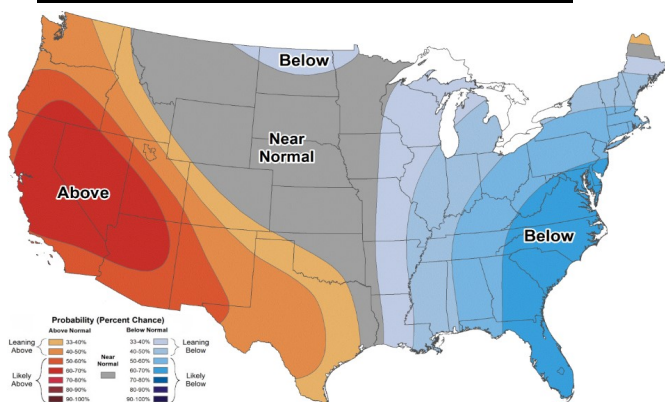 Below
Near
Normal
Above
Below
Probability (Percent Chance)
Above Normal Below Normal
Leaning Above 33-40% 33-40% Leaning Below
40-50% 40-50%
50-60% Near Normal 50-60%
Likely Above 60-70% 60-70% Likely Below
70-80% 70-80%
80-90% 80-90%
90-100% 90-100%